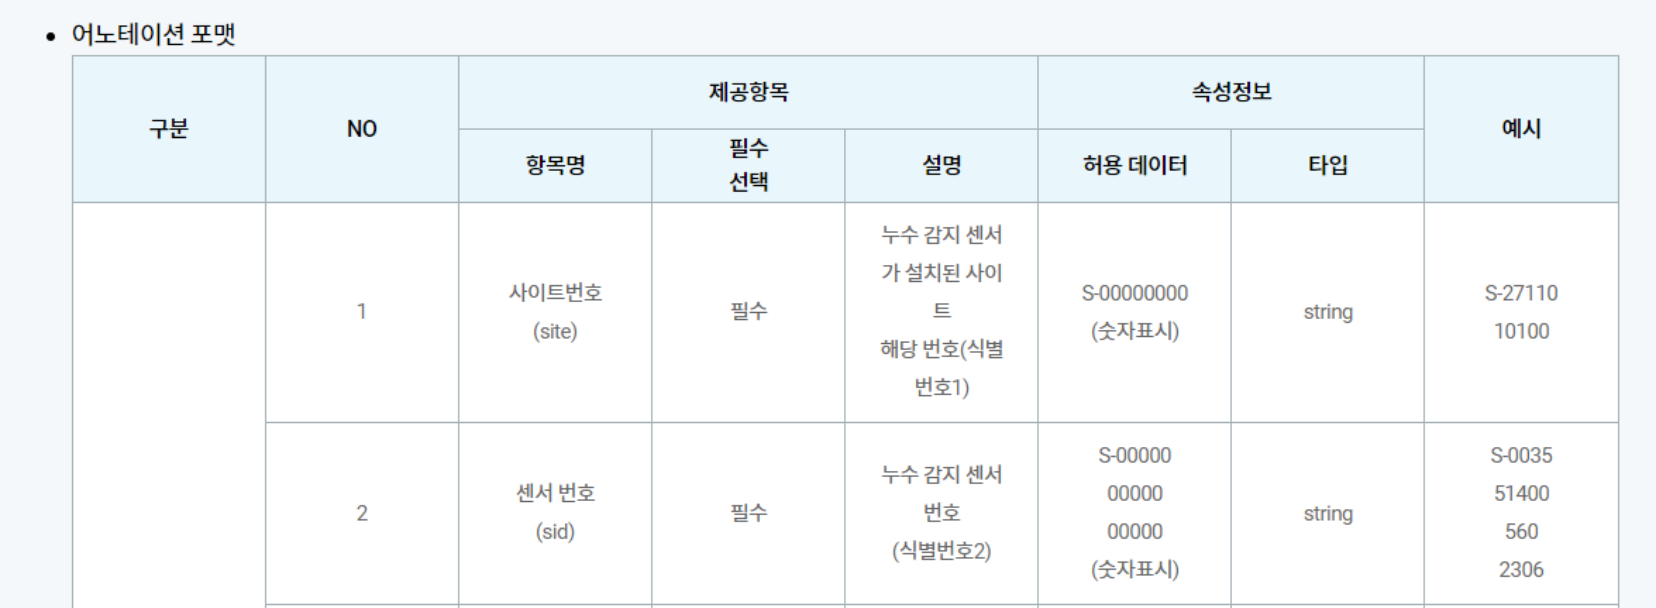 어노테이션 포맷
구분
NO
제공항목
속성정보
예시
항목명
필수
선택
설명
허용 데이터
타입
1
사이트번호
(site)
필수
누수 감지 센서
가 설치된 사이
트
해당 번호(식별
번호1)
S-00000000
(숫자표시)
string
S-27110
10100
2
센서 번호
(sid)
필수
누수 감지 센서
번호
(식별번호2)
S-00000
00000
00000
(숫자표시)
string
S-0035
51400
560
2306